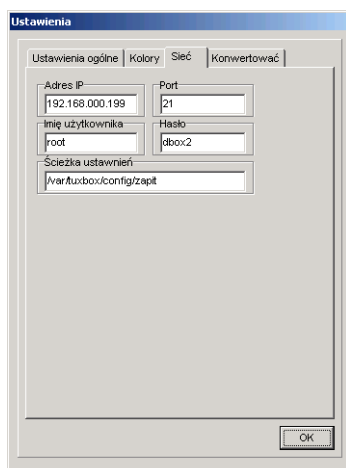 Ustawienia
Ustawienia ogólne Kolory Sieć Konwertować
Adres IP Port
192.168.000.199 21
Imię użytkownika Hasło
root dbox2
Ścieżka ustawnień
/var/tuxbox/config/zapit
OK